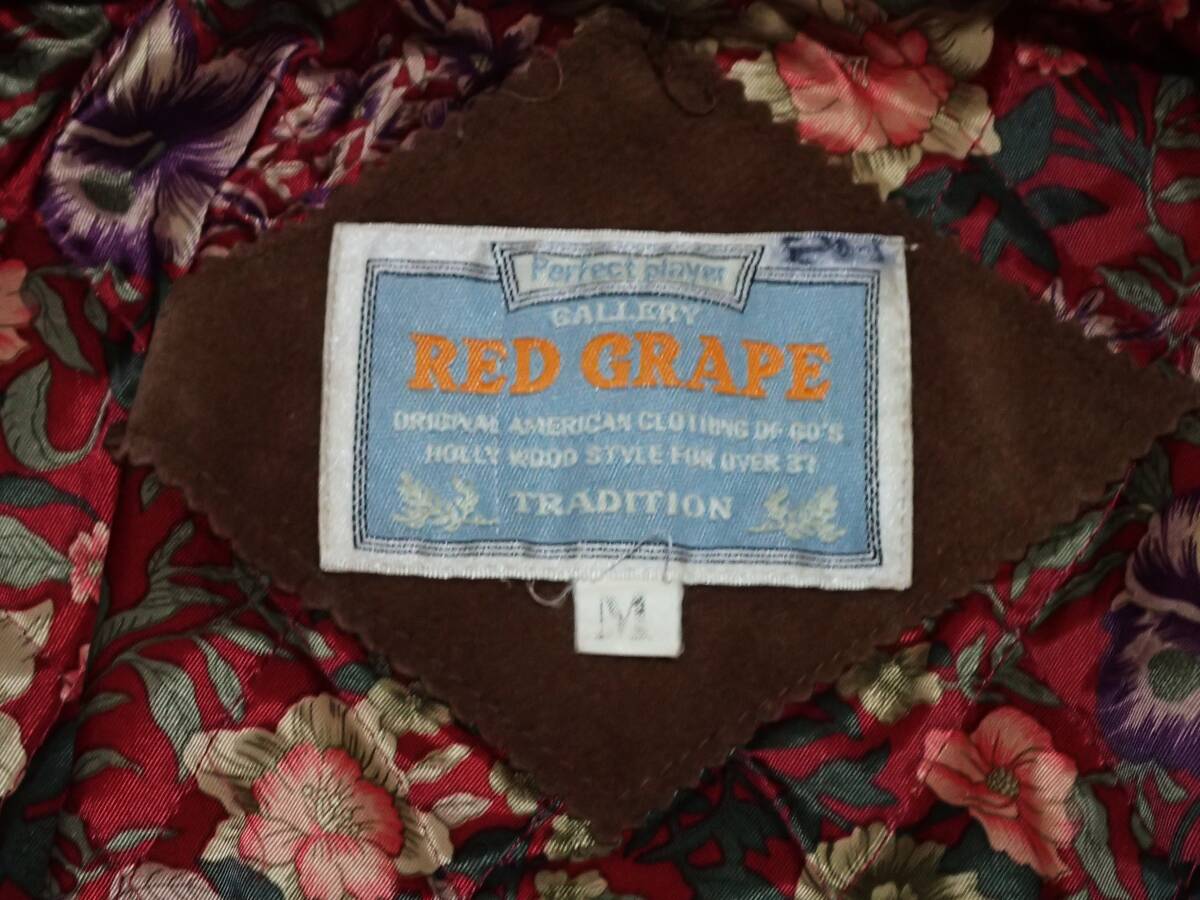 Perfect player
GALLERY
RED GRAPE
ORIGINAL AMERICAN CLOTHING OF 60'S
HOLLY WOOD STYLE FOR OVER 37
TRADITION
M